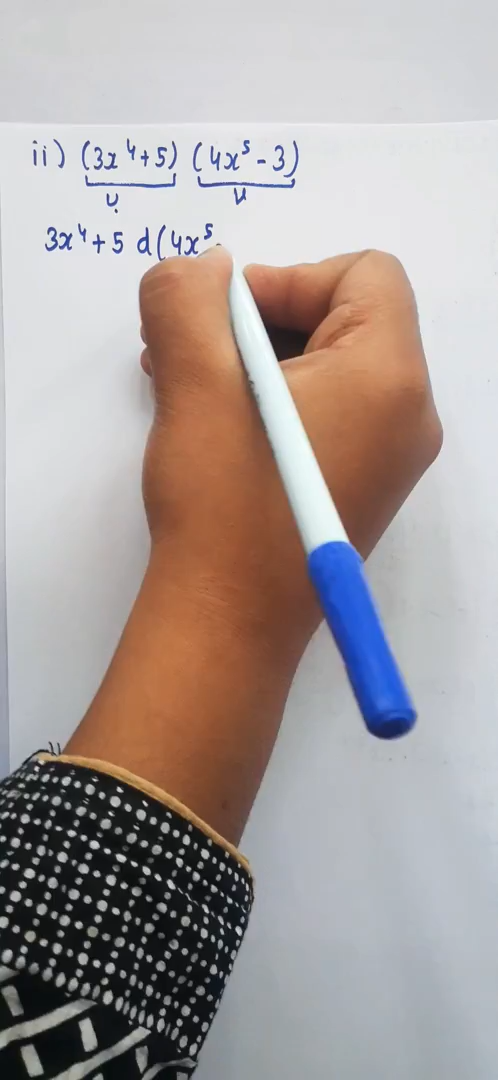 ii) (3x⁴+5) (4x⁵-3)
u v
3x⁴+5 d(4x⁵